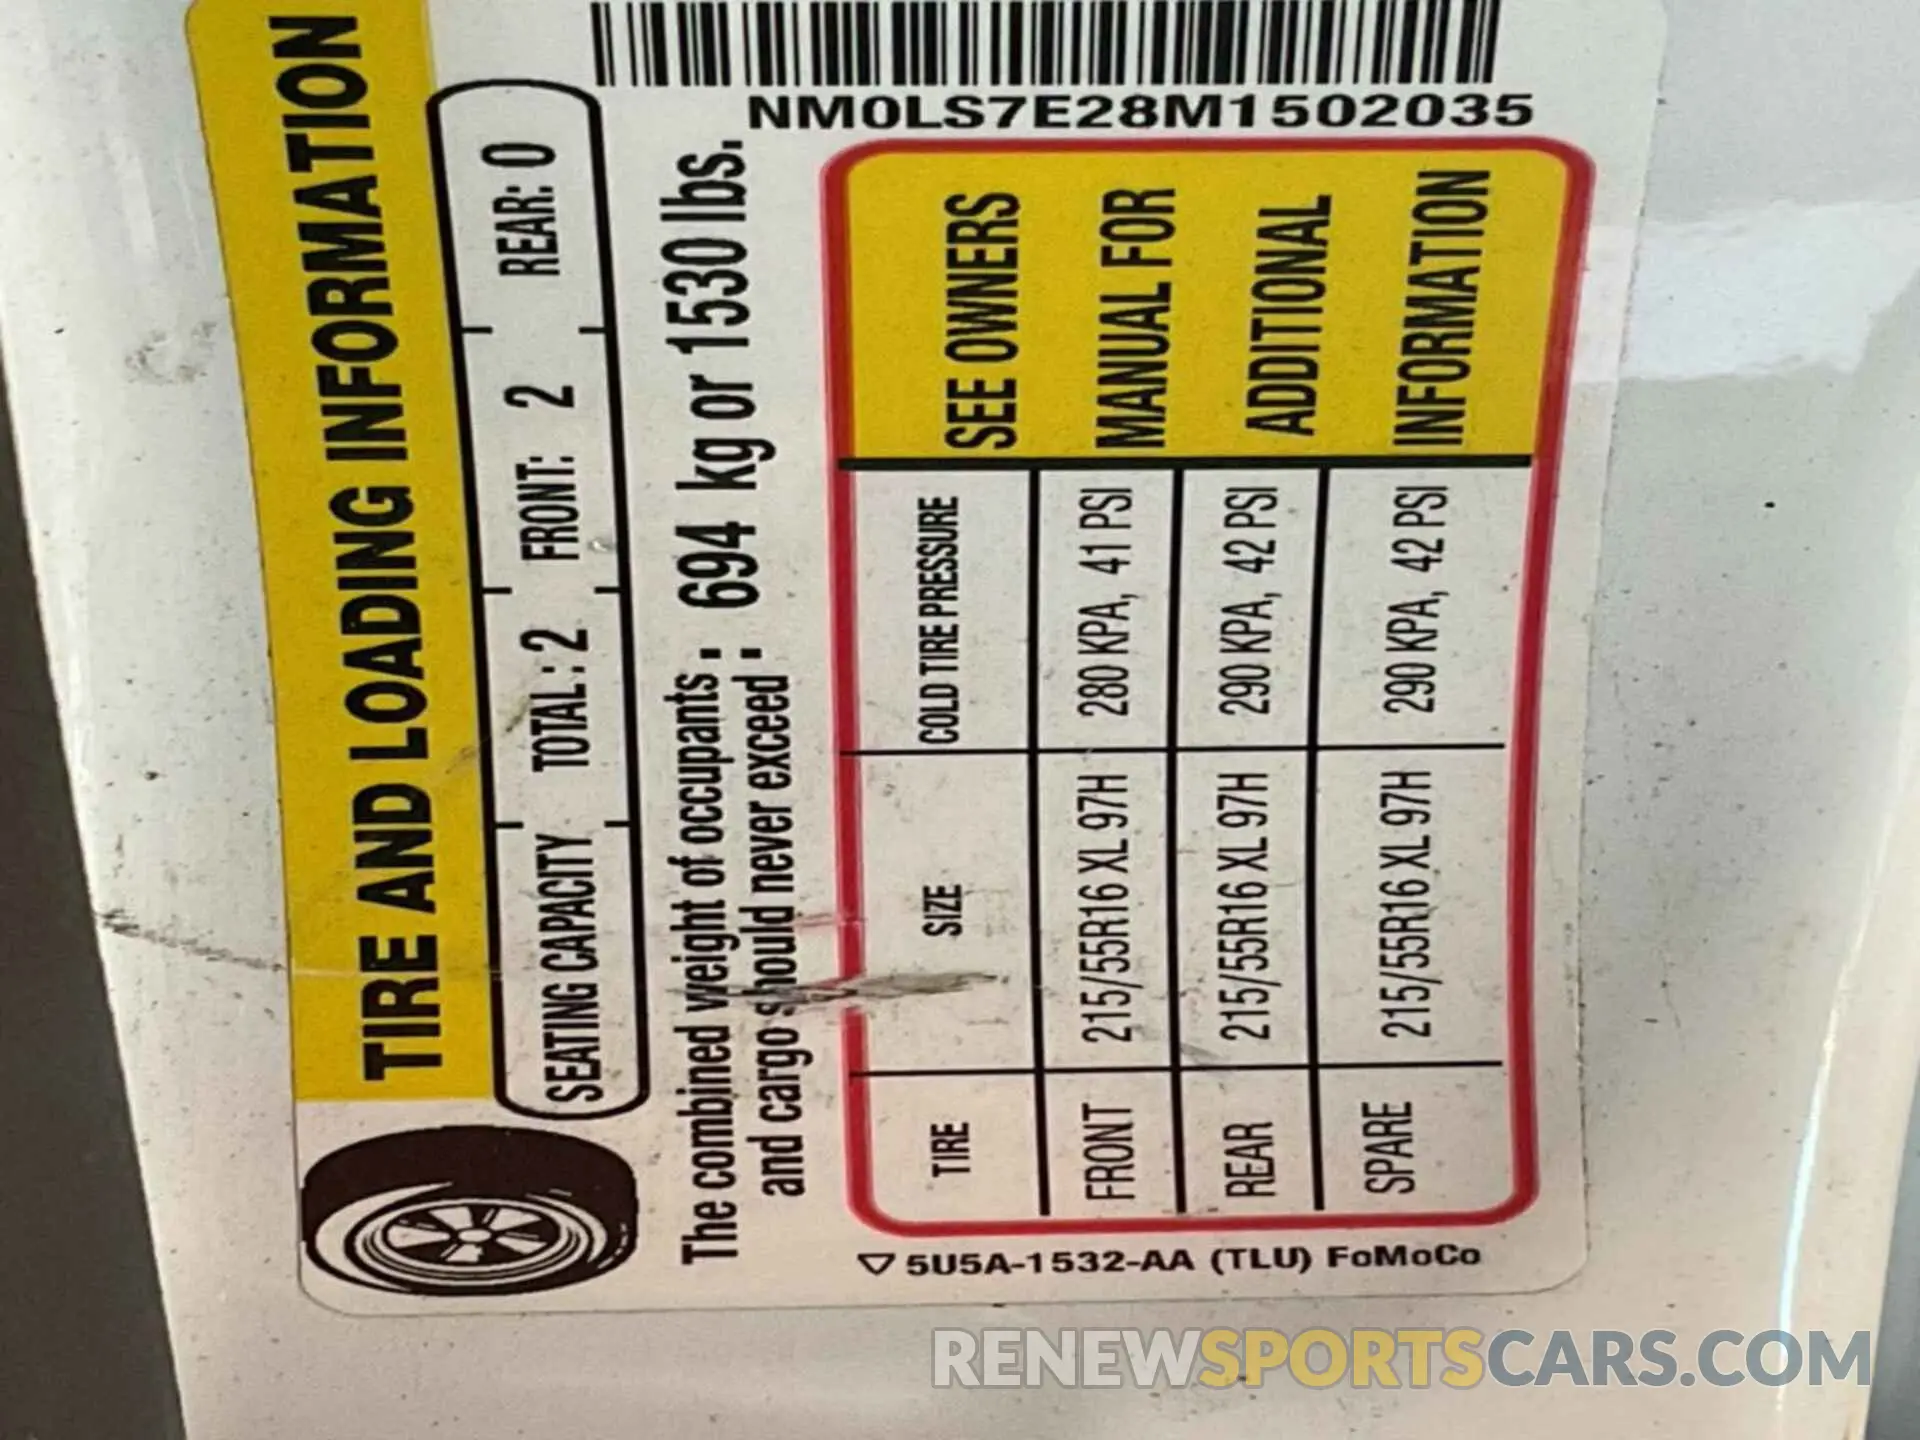 TIRE AND LOADING INFORMATION
SEATING CAPACITY TOTAL : 2 FRONT: 2 REAR: 0
The combined weight of occupants : 694 kg or 1530 lbs.
and cargo should never exceed :
NM0LS7E28M1502035
TIRE SIZE COLD TIRE PRESSURE
FRONT 215/55R16 XL 97H 280 KPA, 41 PSI
REAR 215/55R16 XL 97H 290 KPA, 42 PSI
SPARE 215/55R16 XL 97H 290 KPA, 42 PSI
SEE OWNERS
MANUAL FOR
ADDITIONAL
INFORMATION
5U5A-1532-AA (TLU) FoMoCo
RENEWSPORTSCARS.COM